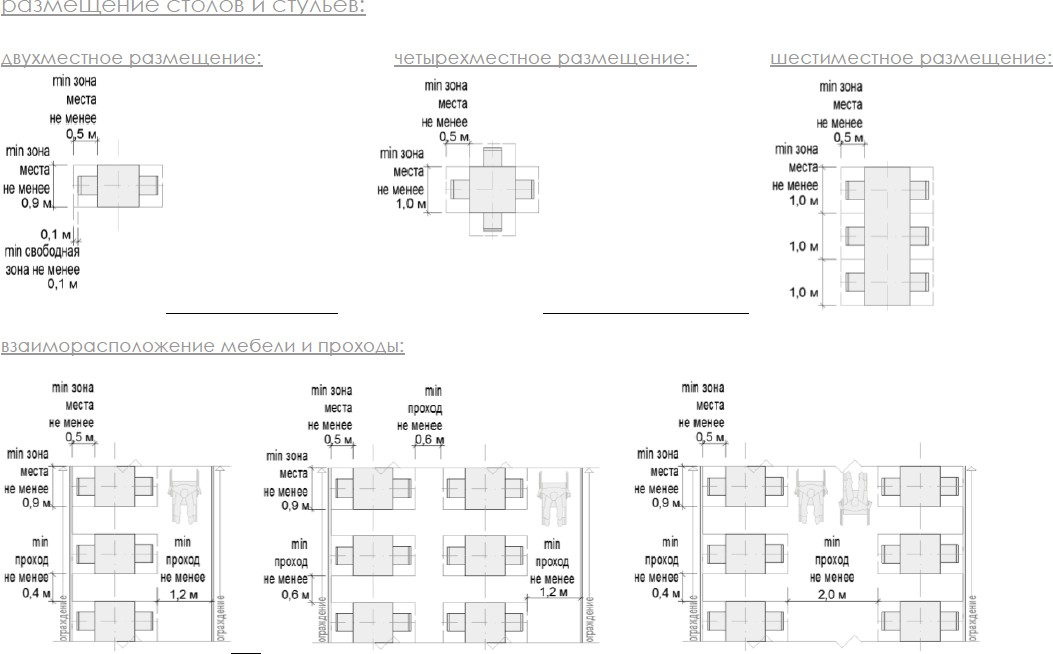 размещение столов и стульев:
двухместное размещение:
min зона
места
не менее
0,5 м
min зона
места
не менее
0,9 м
0,1 м
min свободная
зона не менее
0,1 м
четырехместное размещение:
min зона
места
не менее
0,5 м
min зона
места
не менее
1,0 м
шестиместное размещение:
min зона
места
не менее
0,5 м
min зона
места
не менее
1,0 м
1,0 м
1,0 м
взаиморасположение мебели и проходы:
min зона
места
не менее
0,5 м
min зона
места
не менее
0,9 м
min
проход
не менее
0,4 м
min
проход
не менее
1,2 м
ограждение
ограждение
min зона
места
не менее
0,5 м
min
проход
не менее
0,6 м
min зона
места
не менее
0,9 м
min
проход
не менее
0,6 м
min
проход
не менее
1,2 м
ограждение
ограждение
min зона
места
не менее
0,5 м
min зона
места
не менее
0,9 м
min
проход
не менее
0,4 м
min
проход
не менее
2,0 м
ограждение
ограждение